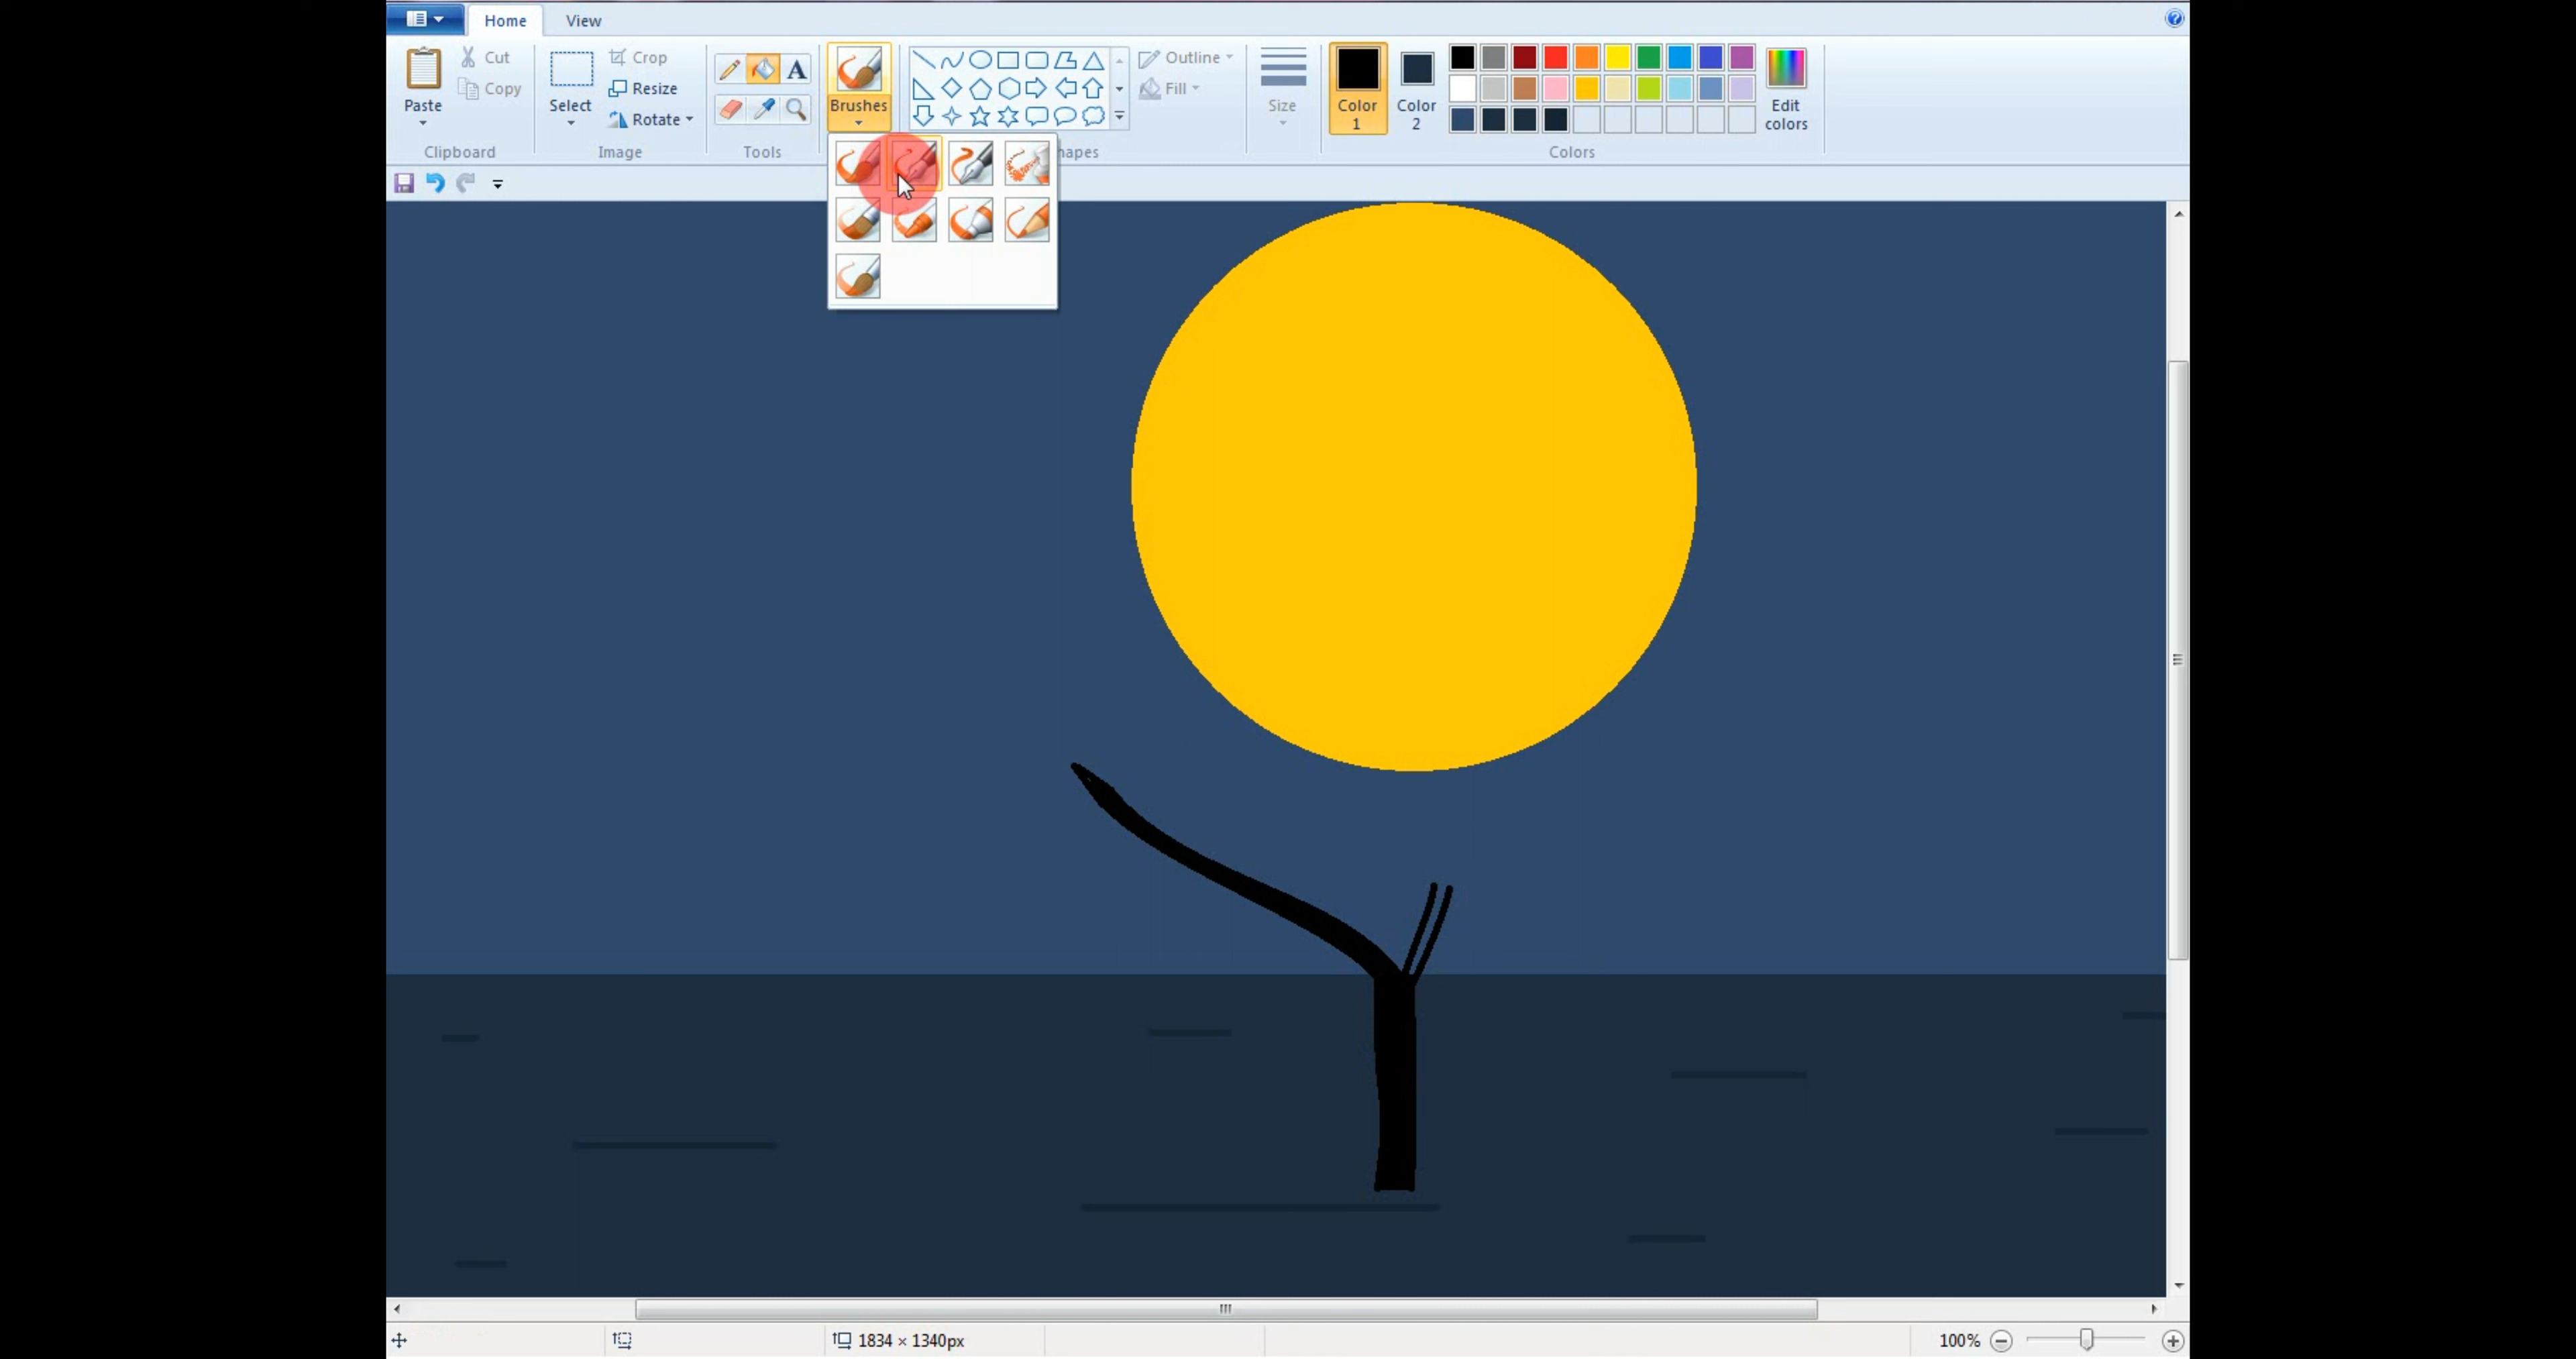 Home View
Paste
Cut
Copy
Clipboard
Select
Crop
Resize
Rotate
Image
A
Tools
Brushes
Outline
Fill
hapes
Size
Color
1
Color
2
Edit
colors
Colors
1834 × 1340px
100%